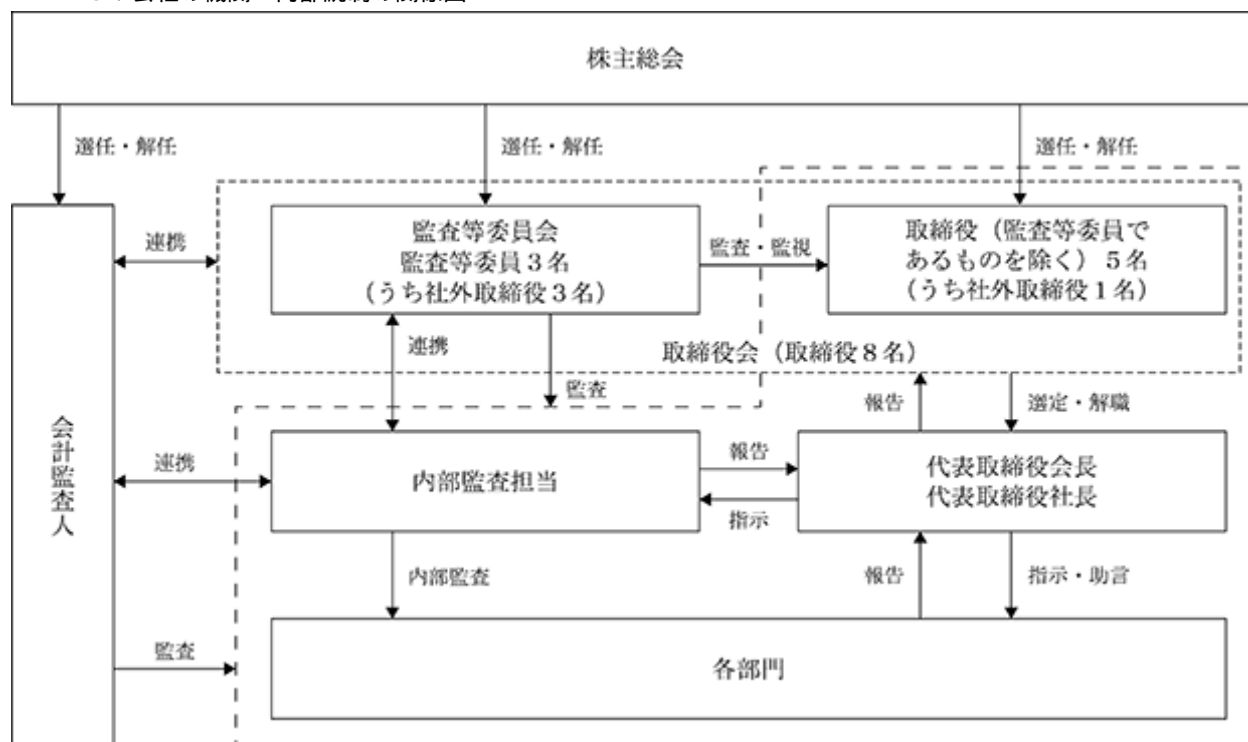 株主総会
選任・解任
選任・解任
選任・解任
監査等委員会
監査等委員3名
(うち社外取締役3名)
監査・監視
取締役(監査等委員で
あるものを除く)5名
(うち社外取締役1名)
連携
連携
取締役会(取締役8名)
監査
報告
選定・解職
会計監査人
連携
内部監査担当
報告
指示
代表取締役会長
代表取締役社長
内部監査
報告
指示・助言
監査
各部門